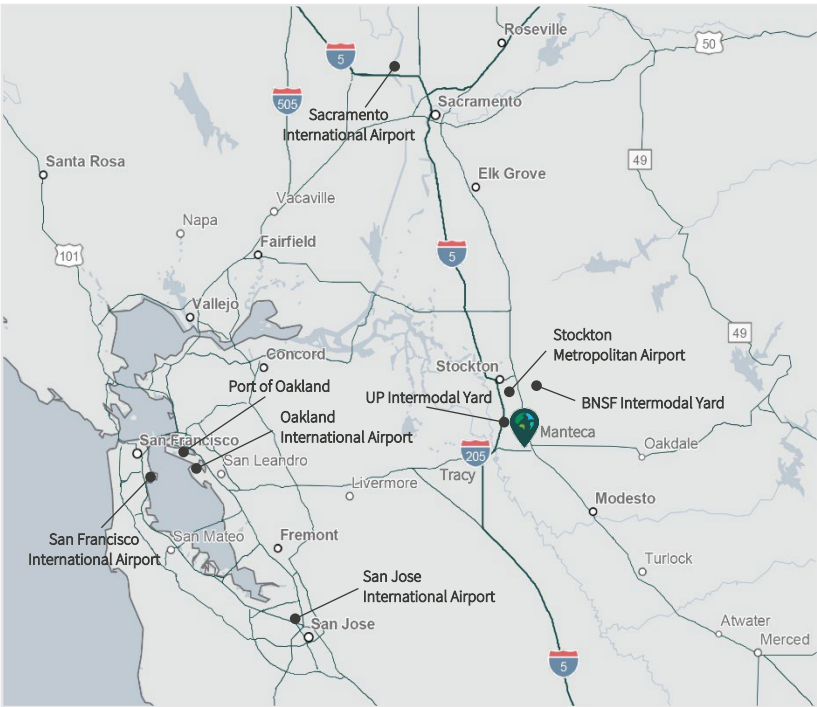 Roseville
50
5
Sacramento
505
Sacramento
International Airport
49
Santa Rosa
Elk Grove
Vacaville
Napa
Fairfield
101
5
Vallejo
49
Stockton
Metropolitan Airport
Concord
Stockton
Port of Oakland
UP Intermodal Yard
BNSF Intermodal Yard
Oakland
International Airport
Manteca
San Francisco
Oakdale
205
San Leandro
Tracy
Livermore
Modesto
San Francisco
International Airport
San Mateo
Fremont
Turlock
San Jose
International Airport
San Jose
Atwater
Merced
5